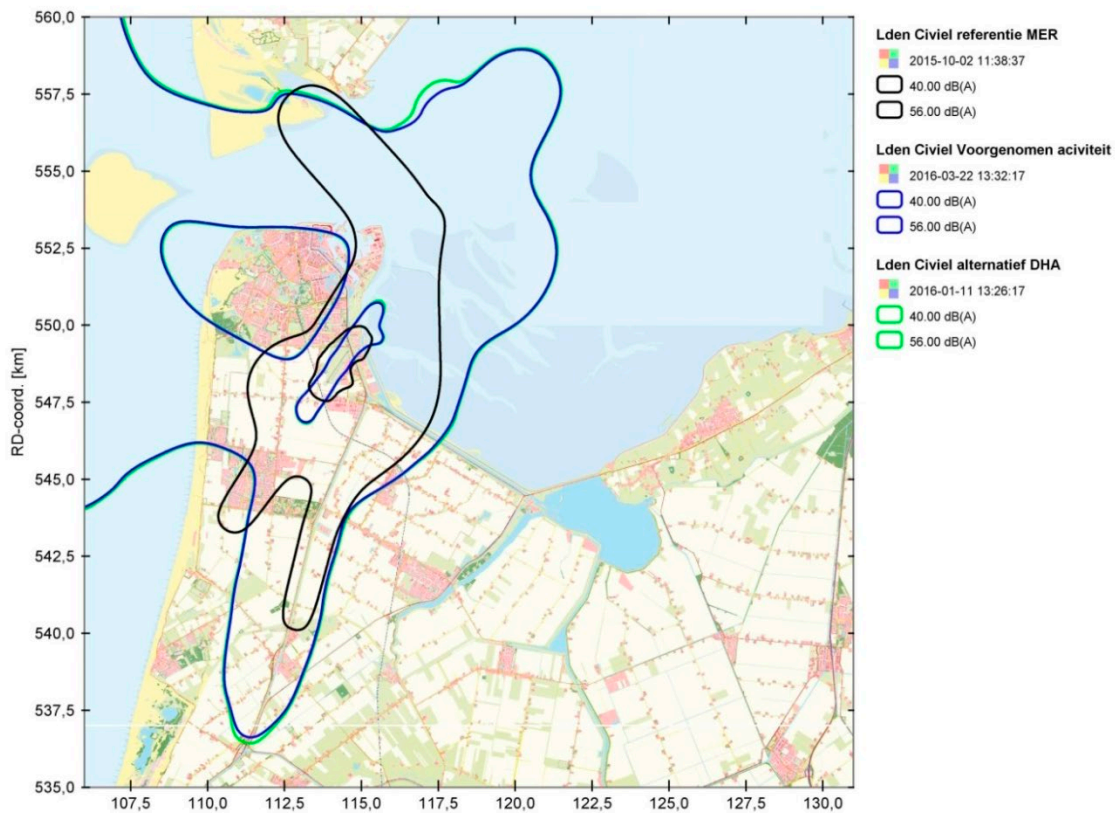 560,0
557,5
555,0
552,5
550,0
547,5
545,0
542,5
540,0
537,5
535,0
RD-coord. [km]
107,5 110,0 112,5 115,0 117,5 120,0 122,5 125,0 127,5 130,0
Lden Civiel referentie MER
2015-10-02 11:38:37
40.00 dB(A)
56.00 dB(A)
Lden Civiel Voorgenomen aciviteit
2016-03-22 13:32:17
40.00 dB(A)
56.00 dB(A)
Lden Civiel alternatief DHA
2016-01-11 13:26:17
40.00 dB(A)
56.00 dB(A)